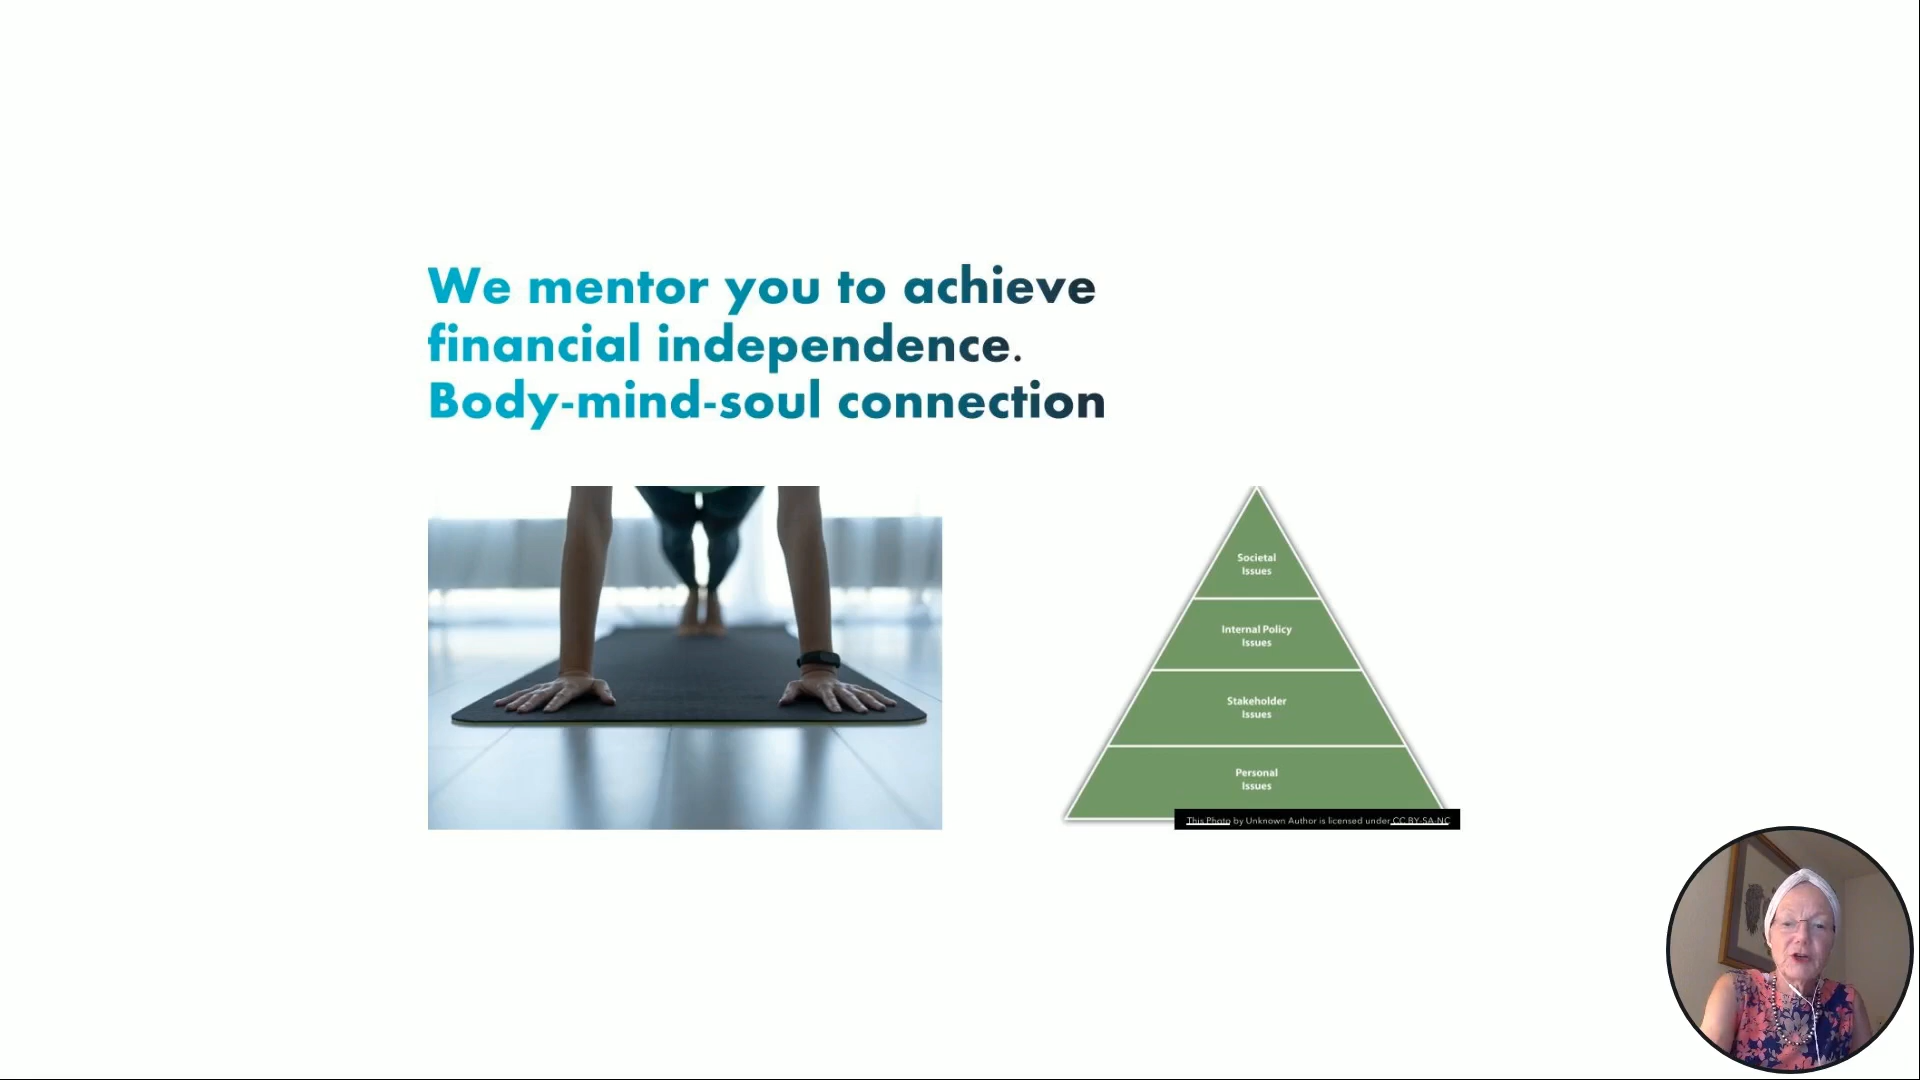 We mentor you to achieve
financial independence.
Body-mind-soul connection
Societal
Issues
Internal Policy
Issues
Stakeholder
Issues
Personal
Issues
This Photo by Unknown Author is licensed under CC BY-SA-NC